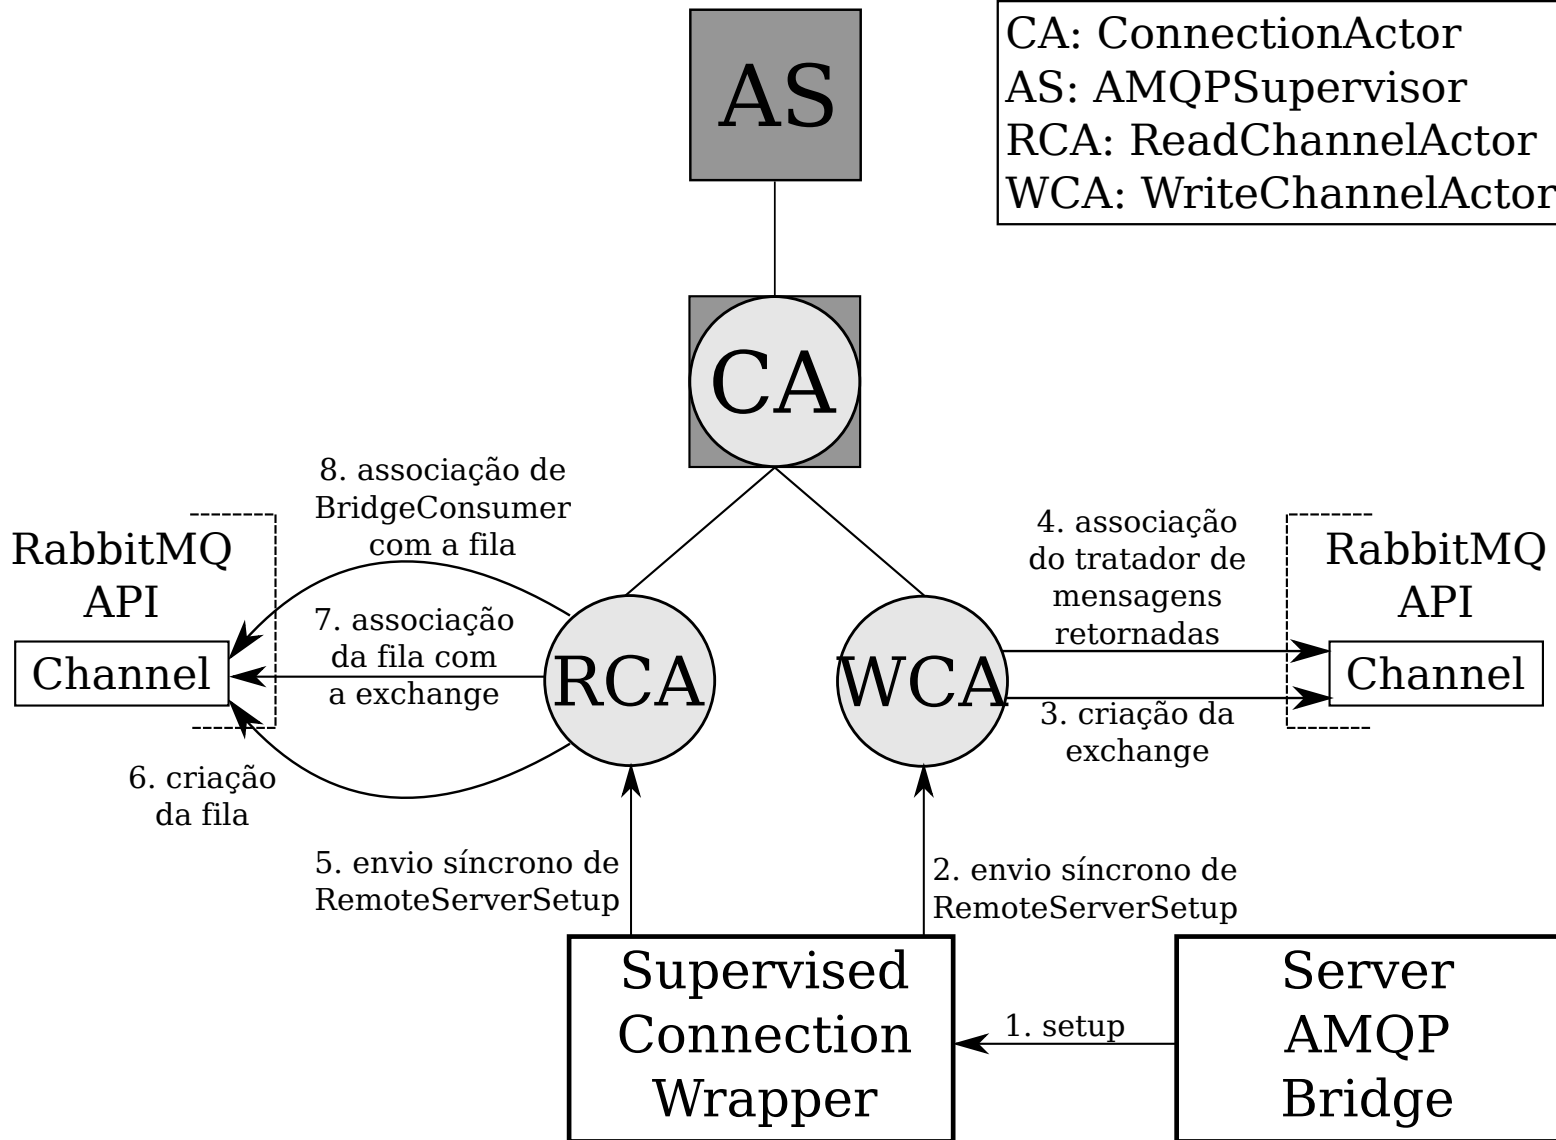 AS
CA: ConnectionActor
AS: AMQPSupervisor
RCA: ReadChannelActor
WCA: WriteChannelActor
CA
8. associação de
BridgeConsumer
com a fila
RabbitMQ
API
Channel
7. associação
da fila com
a exchange
6. criação
da fila
RCA
WCA
4. associação
do tratador de
mensagens
retornadas
3. criação da
exchange
RabbitMQ
API
Channel
5. envio síncrono de
RemoteServerSetup
2. envio síncrono de
RemoteServerSetup
Supervised
Connection
Wrapper
1. setup
Server
AMQP
Bridge